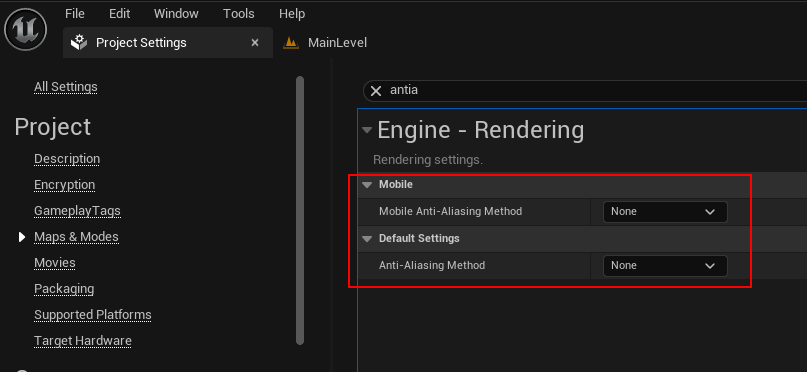 File Edit Window Tools Help
Project Settings MainLevel
All Settings
Project
Description
Encryption
GameplayTags
Maps & Modes
Movies
Packaging
Supported Platforms
Target Hardware
antia
Engine - Rendering
Rendering settings.
Mobile
Mobile Anti-Aliasing Method None
Default Settings
Anti-Aliasing Method None